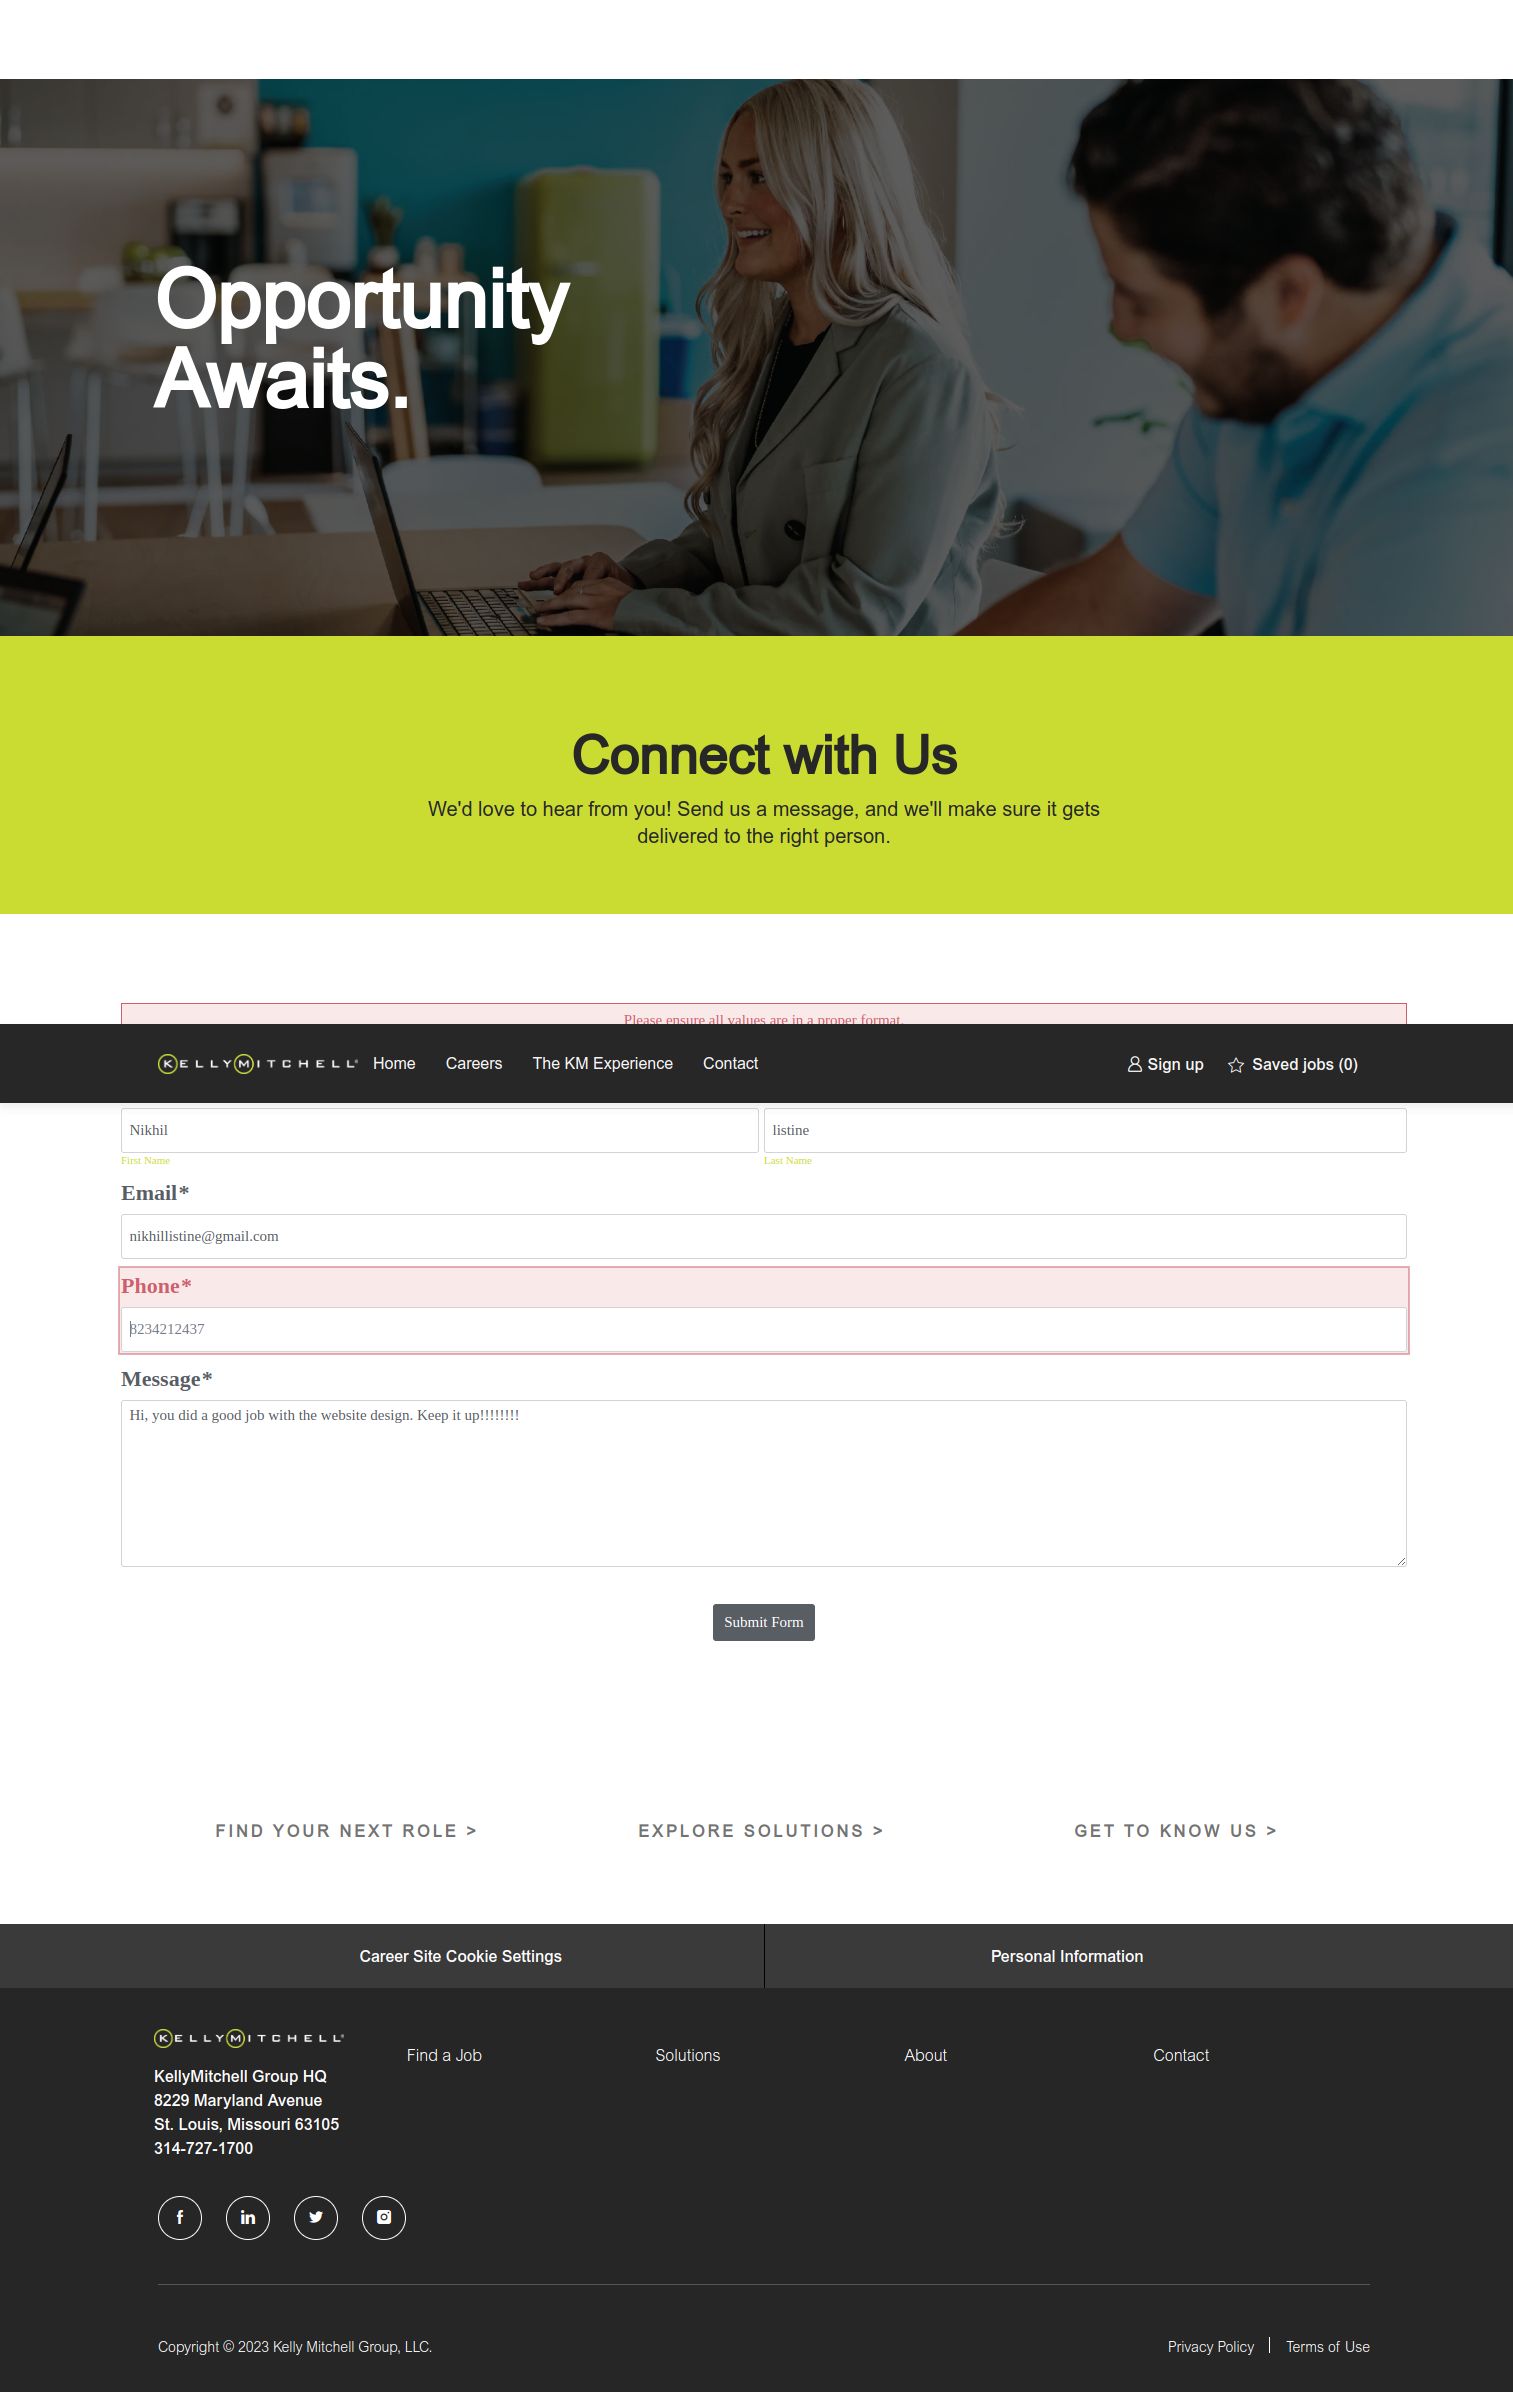 Opportunity
Awaits.
Connect with Us
We'd love to hear from you! Send us a message, and we'll make sure it gets
delivered to the right person.
Please ensure all values are in a proper format.
KELLYMITCHELL Home Careers The KM Experience Contact Sign up Saved jobs (0)
Nikhil listine
First Name Last Name
Email*
nikhillistine@gmail.com
Phone*
8234212437
Message*
Hi, you did a good job with the website design. Keep it up!!!!!!!!
Submit Form
FIND YOUR NEXT ROLE > EXPLORE SOLUTIONS > GET TO KNOW US >
Career Site Cookie Settings Personal Information
KELLYMITCHELL
Find a Job Solutions About Contact
KellyMitchell Group HQ
8229 Maryland Avenue
St. Louis, Missouri 63105
314-727-1700
Copyright © 2023 Kelly Mitchell Group, LLC. Privacy Policy Terms of Use